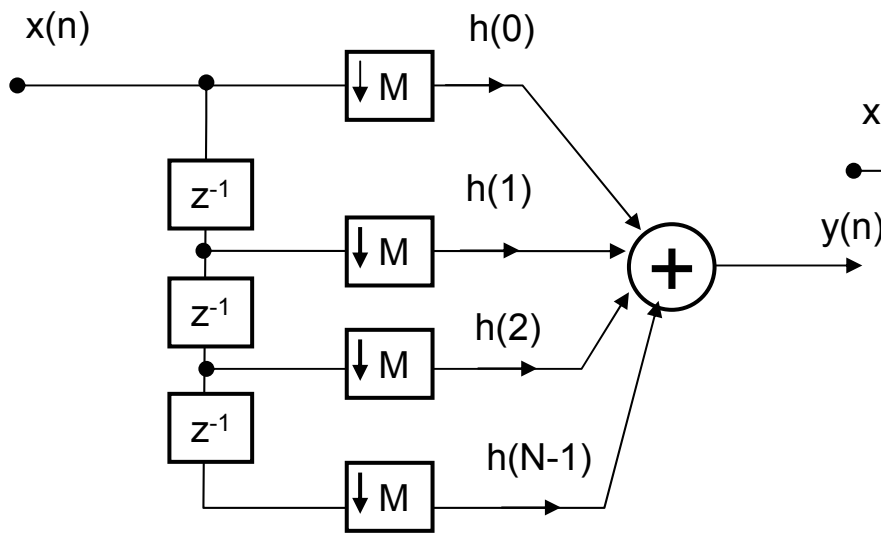 x(n)
h(0)
↓ M
x
z⁻¹
h(1)
↓ M
y(n)
+
z⁻¹
h(2)
↓ M
z⁻¹
h(N-1)
↓ M